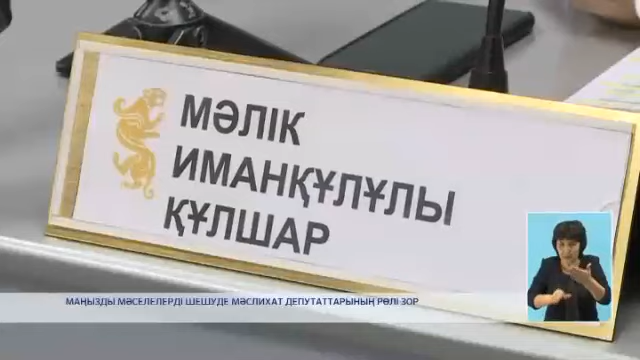 МӘЛІК
ИМАНҚҰЛҰЛЫ
ҚҰЛШАР
МАҢЫЗДЫ МӘСЕЛЕЛЕРДІ ШЕШУДЕ МӘСЛИХАТ ДЕПУТАТТАРЫНЫҢ РӨЛІ ЗОР